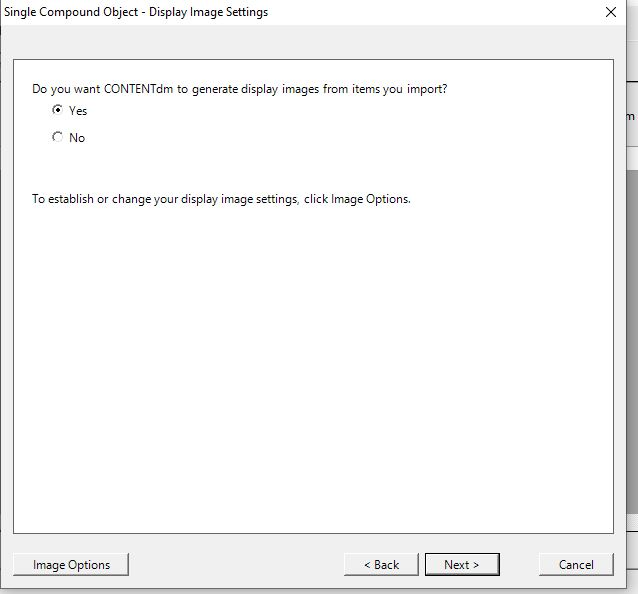 Single Compound Object - Display Image Settings
Do you want CONTENTdm to generate display images from items you import?
Yes
No
m
To establish or change your display image settings, click Image Options.
Image Options
< Back
Next >
Cancel